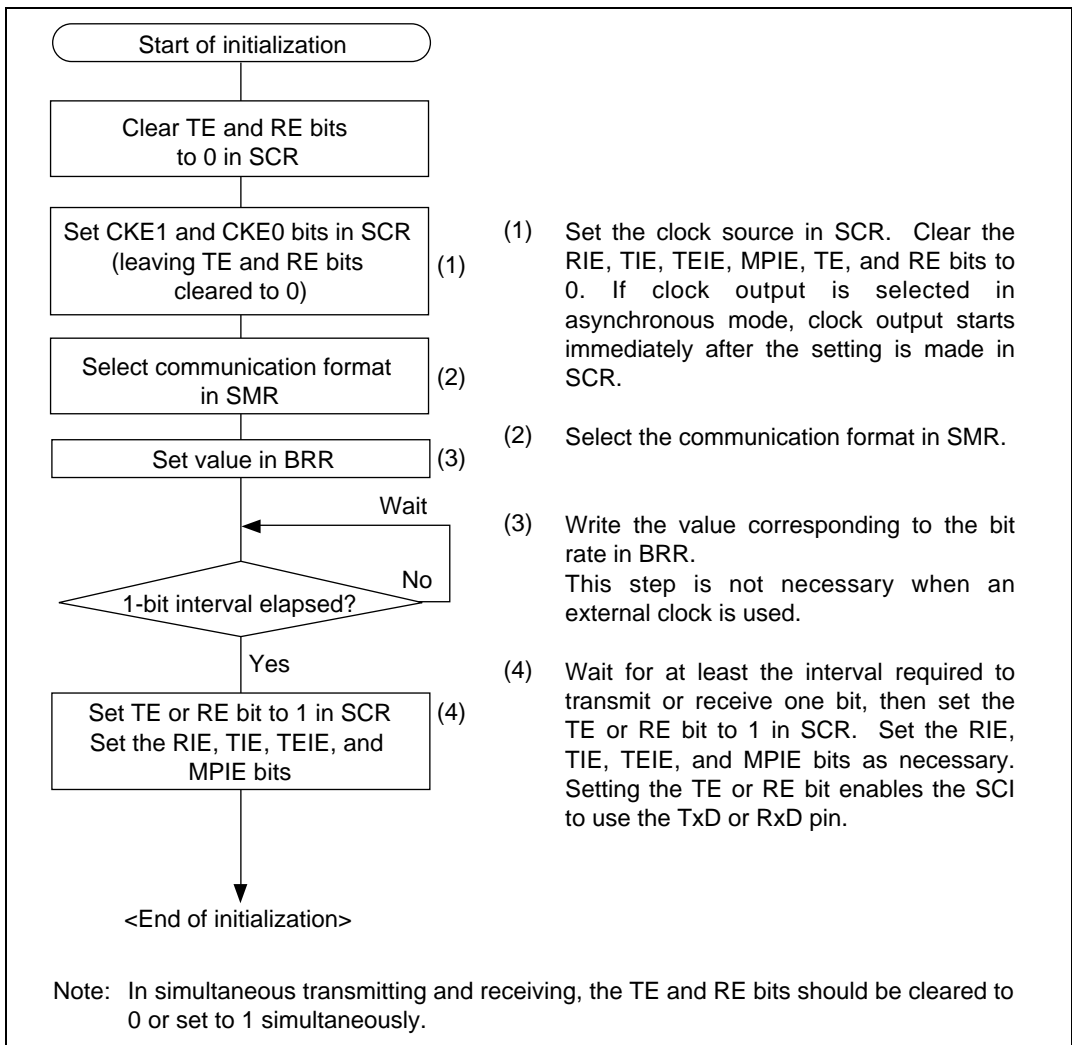 Start of initialization
Clear TE and RE bits
to 0 in SCR
Set CKE1 and CKE0 bits in SCR
(leaving TE and RE bits
cleared to 0)
(1)
Select communication format
in SMR
(2)
Set value in BRR
(3)
Wait
No
1-bit interval elapsed?
Yes
Set TE or RE bit to 1 in SCR
Set the RIE, TIE, TEIE, and
MPIE bits
(4)
<End of initialization>
(1) Set the clock source in SCR. Clear the
RIE, TIE, TEIE, MPIE, TE, and RE bits to
0. If clock output is selected in
asynchronous mode, clock output starts
immediately after the setting is made in
SCR.
(2) Select the communication format in SMR.
(3) Write the value corresponding to the bit
rate in BRR.
This step is not necessary when an
external clock is used.
(4) Wait for at least the interval required to
transmit or receive one bit, then set the
TE or RE bit to 1 in SCR. Set the RIE,
TIE, TEIE, and MPIE bits as necessary.
Setting the TE or RE bit enables the SCI
to use the TxD or RxD pin.
Note: In simultaneous transmitting and receiving, the TE and RE bits should be cleared to
0 or set to 1 simultaneously.